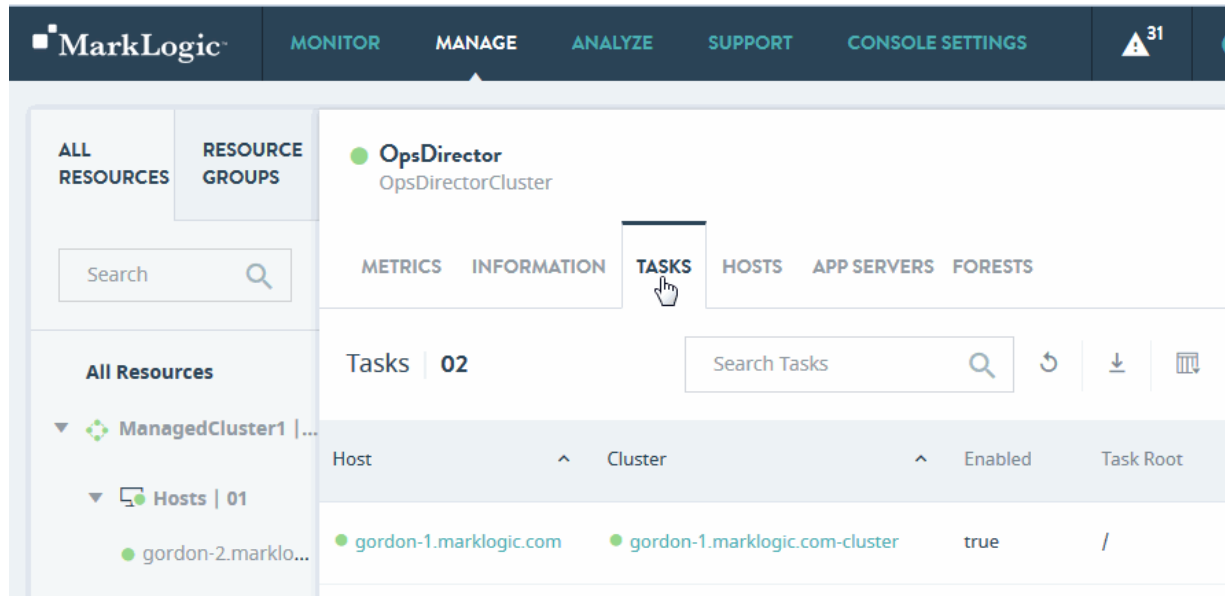 MarkLogic™ MONITOR MANAGE ANALYZE SUPPORT CONSOLE SETTINGS 31
ALL RESOURCES
RESOURCE GROUPS
Search
All Resources
ManagedCluster1 |...
Hosts | 01
gordon-2.marklo...
OpsDirector
OpsDirectorCluster
METRICS INFORMATION TASKS HOSTS APP SERVERS FORESTS
Tasks | 02 Search Tasks
Host Cluster Enabled Task Root
gordon-1.marklogic.com gordon-1.marklogic.com-cluster true /